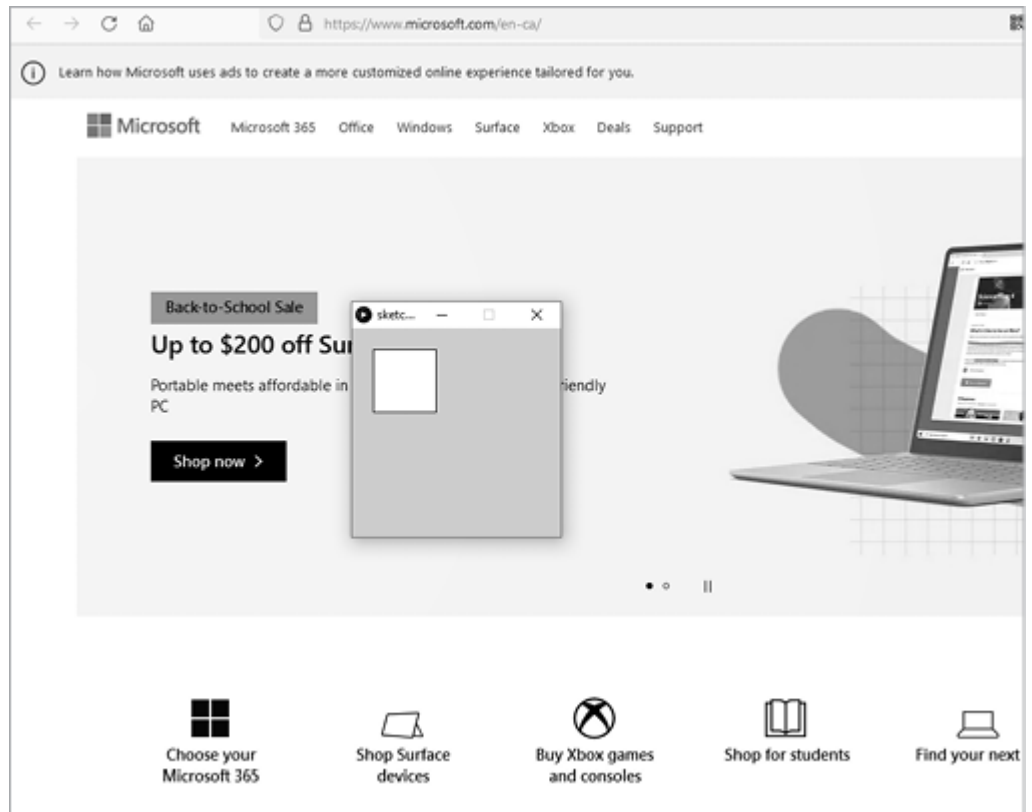 https://www.microsoft.com/en-ca/
Learn how Microsoft uses ads to create a more customized online experience tailored for you.
Microsoft Microsoft 365 Office Windows Surface Xbox Deals Support
Back-to-School Sale
sketc...
Up to $200 off Sur
Portable meets affordable in
riendly
PC
Shop now >
Choose your
Microsoft 365
Shop Surface
devices
Buy Xbox games
and consoles
Shop for students
Find your next